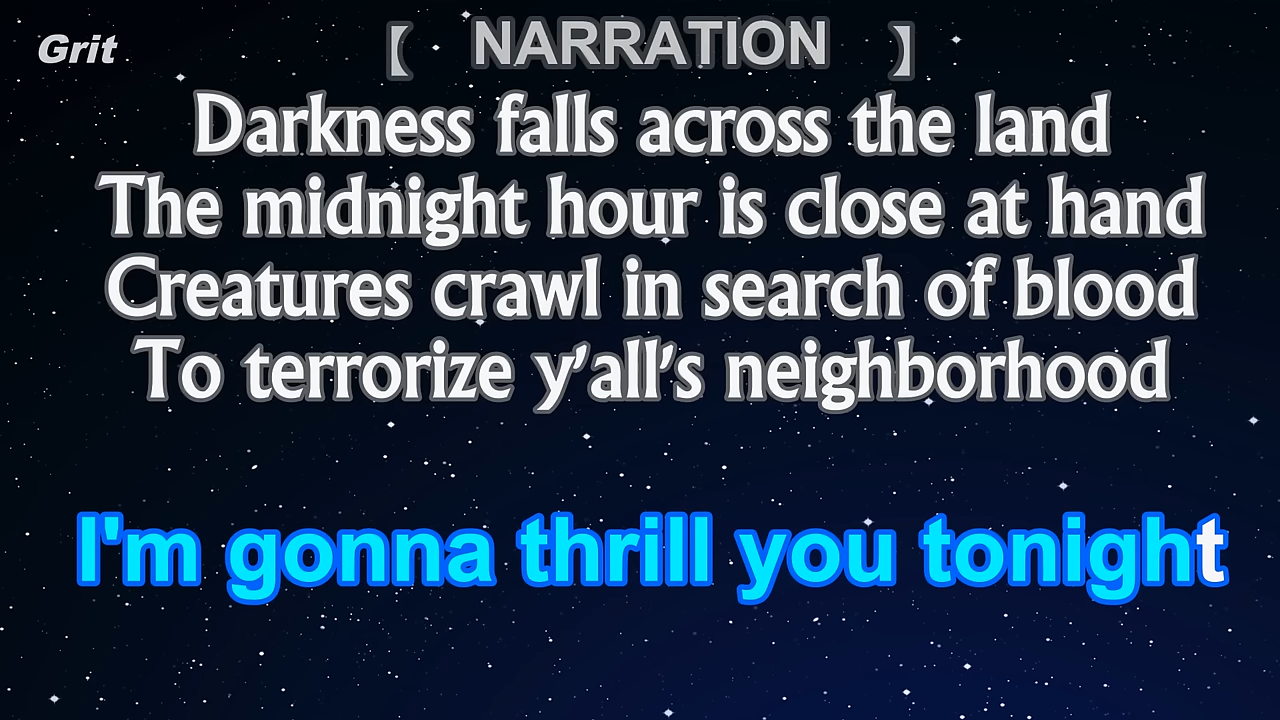 Grit
【 NARRATION 】
Darkness falls across the land
The midnight hour is close at hand
Creatures crawl in search of blood
To terrorize y'all's neighborhood
I'm gonna thrill you tonight